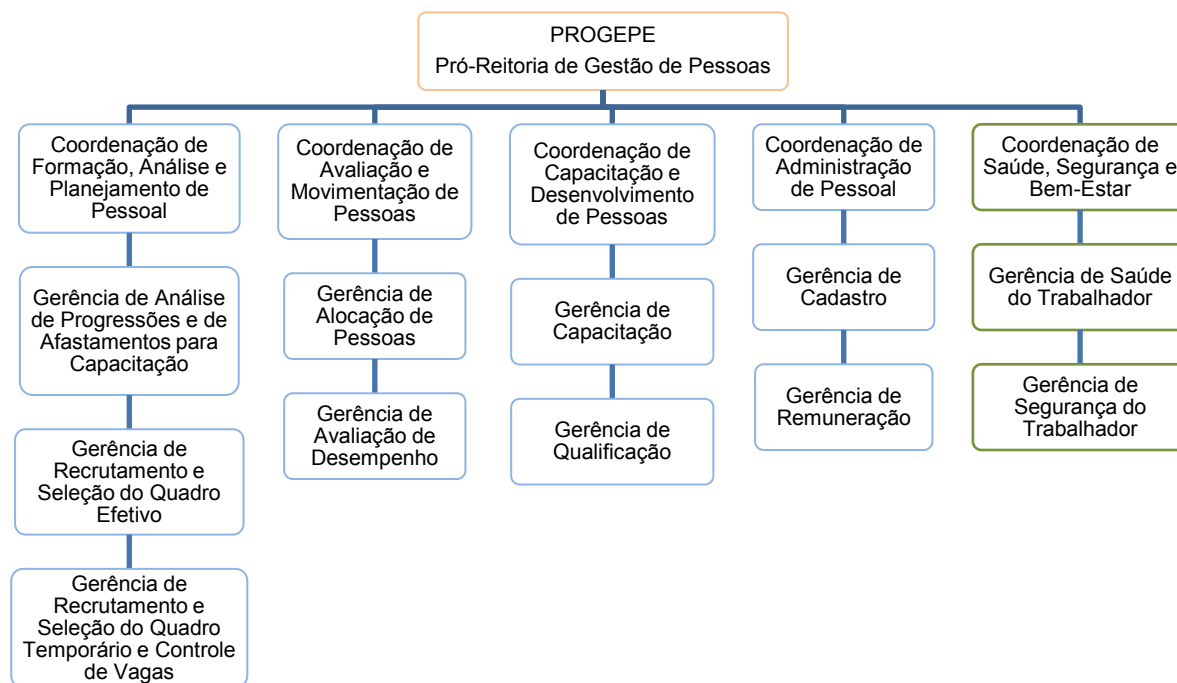 PROGEPE
Pró-Reitoria de Gestão de Pessoas
Coordenação de
Formação, Análise e
Planejamento de
Pessoal
Gerência de Análise
de Progressões e de
Afastamentos para
Capacitação
Gerência de
Recrutamento e
Seleção do Quadro
Efetivo
Gerência de
Recrutamento e
Seleção do Quadro
Temporário e Controle
de Vagas
Coordenação de
Avaliação e
Movimentação de
Pessoas
Gerência de
Alocação de
Pessoas
Gerência de
Avaliação de
Desempenho
Coordenação de
Capacitação e
Desenvolvimento
de Pessoas
Gerência de
Capacitação
Gerência de
Qualificação
Coordenação de
Administração
de Pessoal
Gerência de
Cadastro
Gerência de
Remuneração
Coordenação de
Saúde, Segurança e
Bem-Estar
Gerência de Saúde
do Trabalhador
Gerência de
Segurança do
Trabalhador